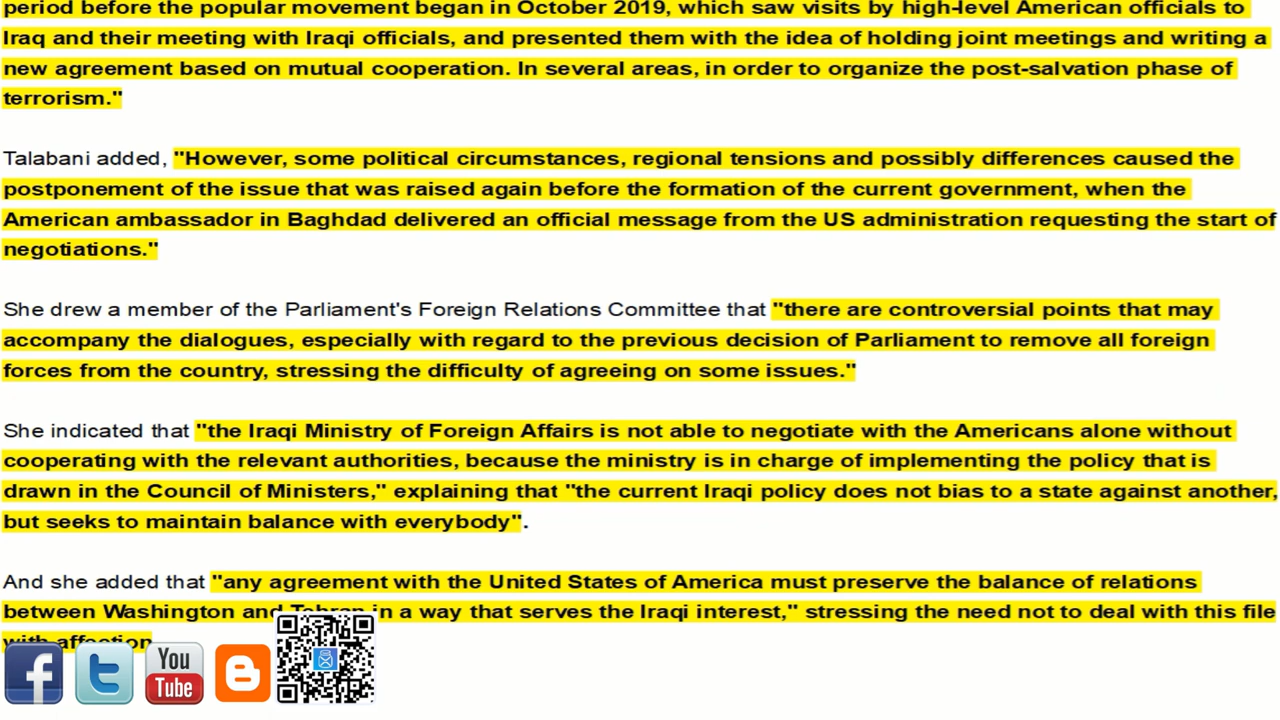 period before the popular movement began in October 2019, which saw visits by high-level American officials to
Iraq and their meeting with Iraqi officials, and presented them with the idea of holding joint meetings and writing a
new agreement based on mutual cooperation. In several areas, in order to organize the post-salvation phase of
terrorism."
Talabani added, "However, some political circumstances, regional tensions and possibly differences caused the
postponement of the issue that was raised again before the formation of the current government, when the
American ambassador in Baghdad delivered an official message from the US administration requesting the start of
negotiations."
She drew a member of the Parliament's Foreign Relations Committee that "there are controversial points that may
accompany the dialogues, especially with regard to the previous decision of Parliament to remove all foreign
forces from the country, stressing the difficulty of agreeing on some issues."
She indicated that "the Iraqi Ministry of Foreign Affairs is not able to negotiate with the Americans alone without
cooperating with the relevant authorities, because the ministry is in charge of implementing the policy that is
drawn in the Council of Ministers," explaining that "the current Iraqi policy does not bias to a state against another,
but seeks to maintain balance with everybody".
And she added that "any agreement with the United States of America must preserve the balance of relations
between Washington and Tehran in a way that serves the Iraqi interest," stressing the need not to deal with this file
with affection
You
Tube